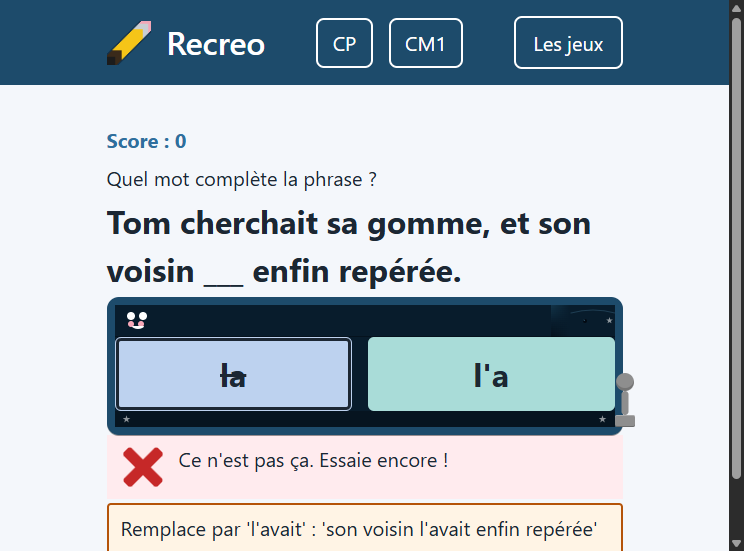 Recreo
CP
CM1
Les jeux
Score : 0
Quel mot complète la phrase ?
Tom cherchait sa gomme, et son
voisin ___ enfin repérée.
la
l'a
Ce n'est pas ça. Essaie encore !
Remplace par 'l'avait' : 'son voisin l'avait enfin repérée'